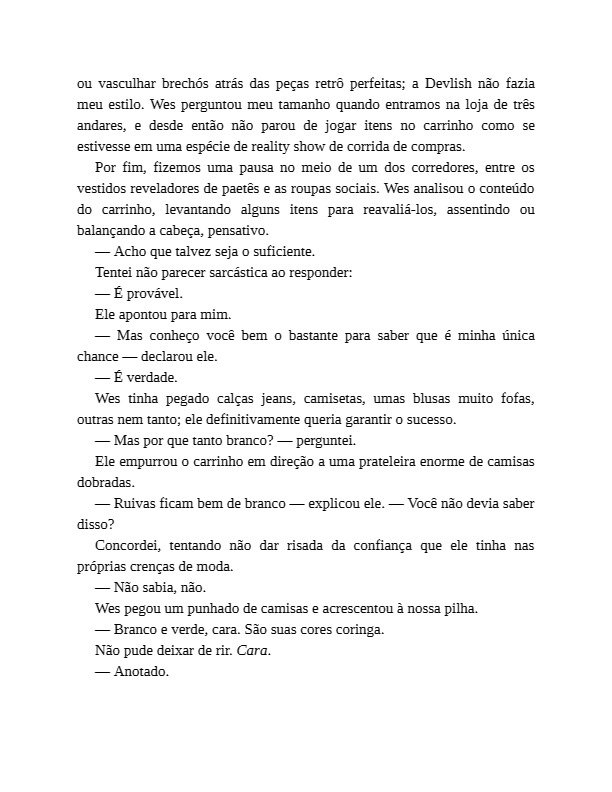 ou vasculhar brechós atrás das peças retrô perfeitas; a Devlish não fazia
meu estilo. Wes perguntou meu tamanho quando entramos na loja de três
andares, e desde então não parou de jogar itens no carrinho como se
estivesse em uma espécie de reality show de corrida de compras.
Por fim, fizemos uma pausa no meio de um dos corredores, entre os
vestidos reveladores de paetês e as roupas sociais. Wes analisou o conteúdo
do carrinho, levantando alguns itens para reavaliá-los, assentindo ou
balançando a cabeça, pensativo.
— Acho que talvez seja o suficiente.
Tentei não parecer sarcástica ao responder:
— É provável.
Ele apontou para mim.
— Mas conheço você bem o bastante para saber que é minha única
chance — declarou ele.
— É verdade.
Wes tinha pegado calças jeans, camisetas, umas blusas muito fofas,
outras nem tanto; ele definitivamente queria garantir o sucesso.
— Mas por que tanto branco? — perguntei.
Ele empurrou o carrinho em direção a uma prateleira enorme de camisas
dobradas.
— Ruivas ficam bem de branco — explicou ele. — Você não devia saber
disso?
Concordei, tentando não dar risada da confiança que ele tinha nas
próprias crenças de moda.
— Não sabia, não.
Wes pegou um punhado de camisas e acrescentou à nossa pilha.
— Branco e verde, cara. São suas cores coringa.
Não pude deixar de rir. Cara.
— Anotado.